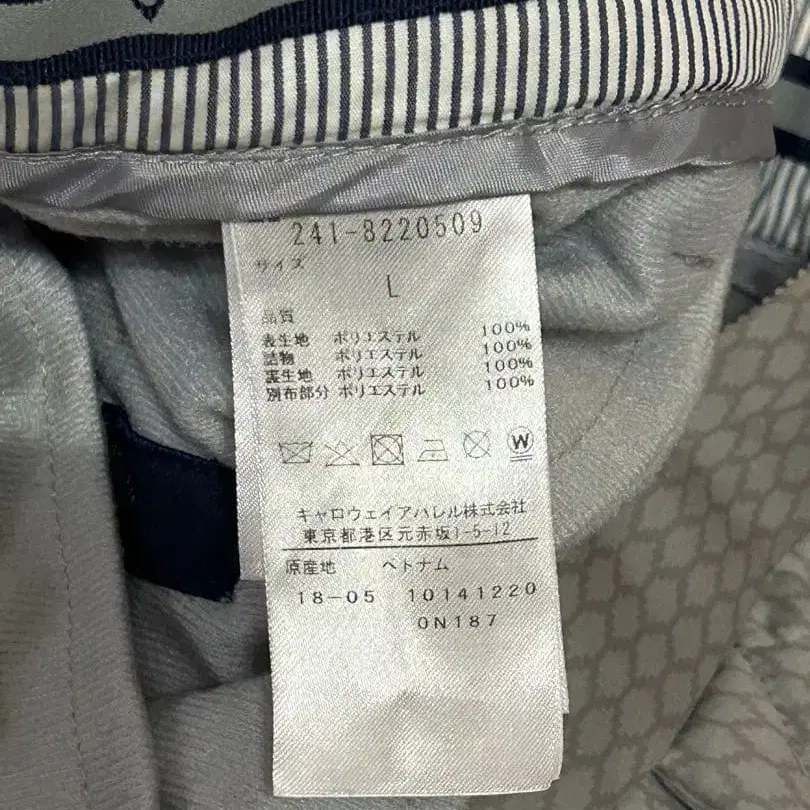 241-8220509
サイズ
L
品質
表生地 ポリエステル 100%
詰物 ポリエステル 100%
裏生地 ポリエステル 100%
別布部分 ポリエステル 100%
W
キャロウェイアパレル株式会社
東京都港区元赤坂1-5-12
原産地 ベトナム
18-05 10141220
0N187